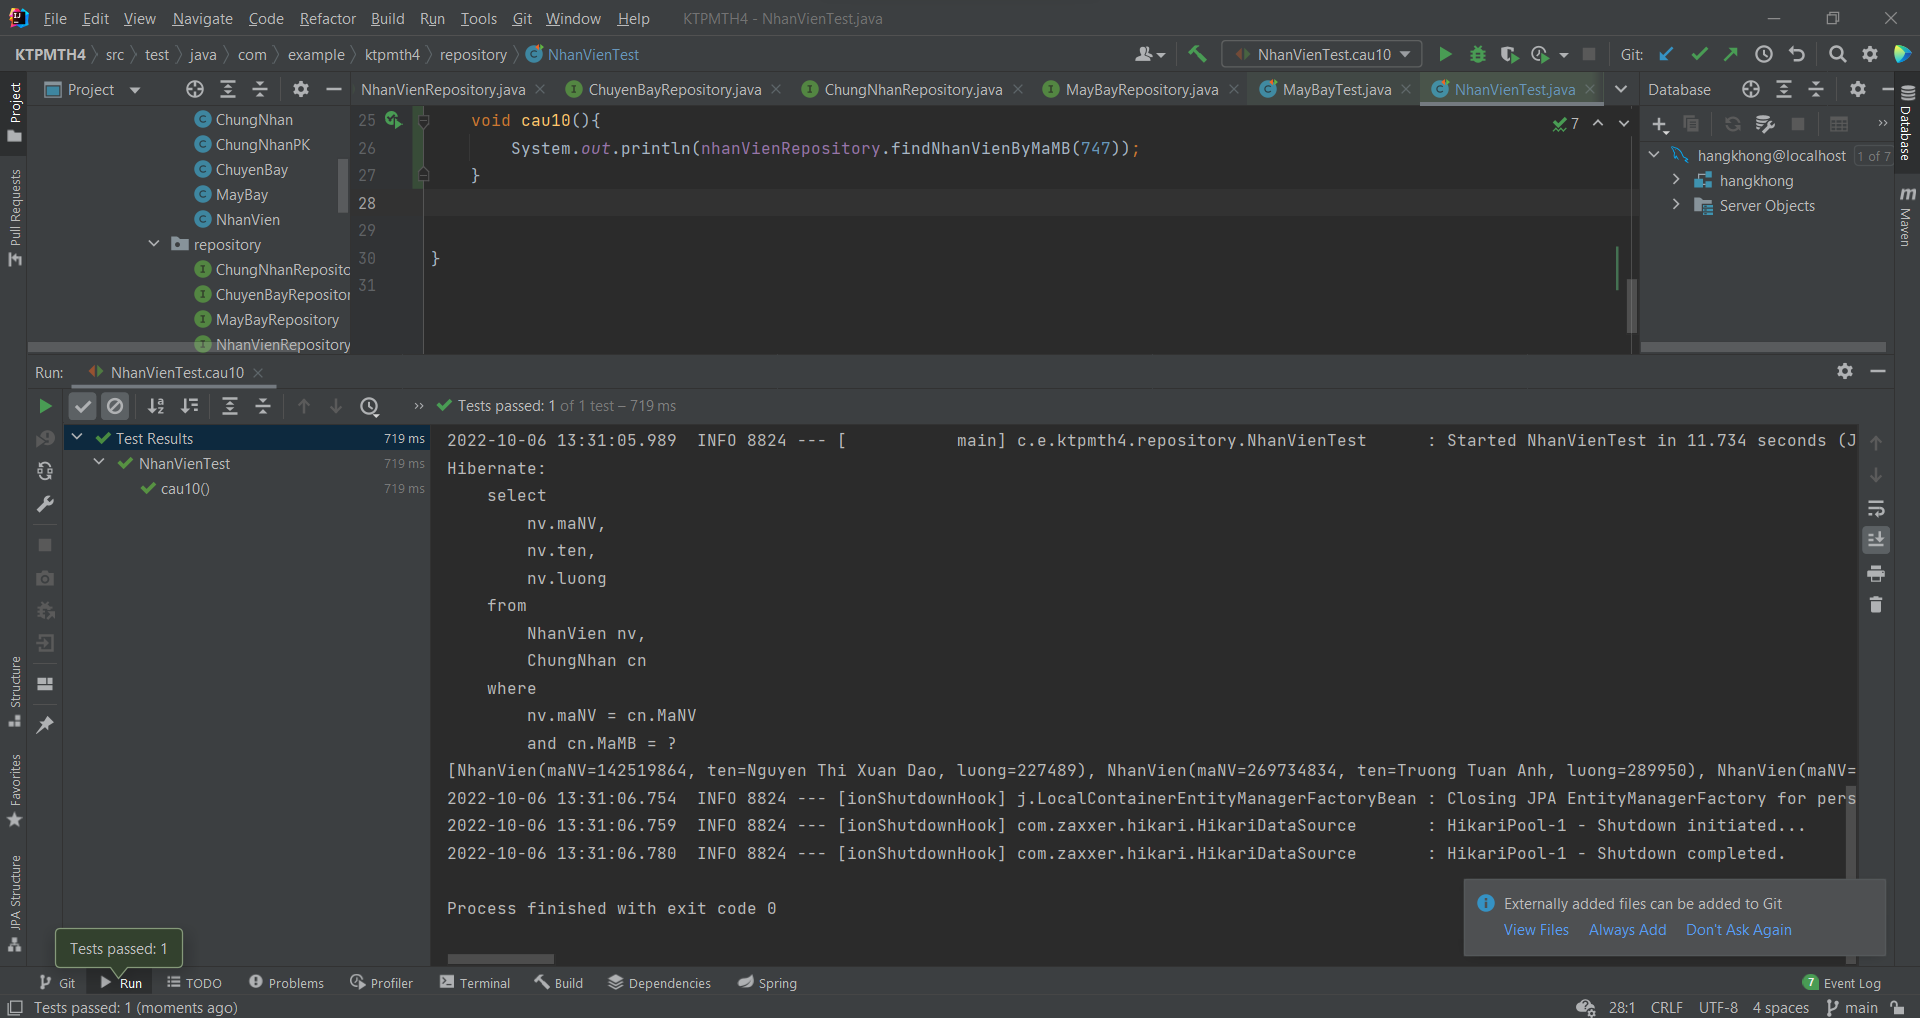 File Edit View Navigate Code Refactor Build Run Tools Git Window Help KTPMTH4 - NhanVienTest.java
KTPMTH4 src test java com example ktpmth4 repository NhanVienTest NhanVienTest.cau10 Git:
Project NhanVienRepository.java ChuyenBayRepository.java ChungNhanRepository.java MayBayRepository.java MayBayTest.java NhanVienTest.java Database
Project
Pull Requests
ChungNhan
ChungNhanPK
ChuyenBay
MayBay
NhanVien
repository
ChungNhanReposito
ChuyenBayRepositor
MayBayRepository
NhanVienRepository
25 void cau10(){
26 System.out.println(nhanVienRepository.findNhanVienByMaMB(747));
27 }
28
29
30 }
31
7
hangkhong@localhost 1 of 7
hangkhong
Server Objects
Database
Maven
Run: NhanVienTest.cau10
Tests passed: 1 of 1 test – 719 ms
Test Results 719 ms
NhanVienTest 719 ms
cau10() 719 ms
2022-10-06 13:31:05.989 INFO 8824 --- [ main] c.e.ktpmth4.repository.NhanVienTest : Started NhanVienTest in 11.734 seconds (J
Hibernate:
select
nv.maNV,
nv.ten,
nv.luong
from
NhanVien nv,
ChungNhan cn
where
nv.maNV = cn.MaNV
and cn.MaMB = ?
[NhanVien(maNV=142519864, ten=Nguyen Thi Xuan Dao, luong=227489), NhanVien(maNV=269734834, ten=Truong Tuan Anh, luong=289950), NhanVien(maNV=
2022-10-06 13:31:06.754 INFO 8824 --- [ionShutdownHook] j.LocalContainerEntityManagerFactoryBean : Closing JPA EntityManagerFactory for pers
2022-10-06 13:31:06.759 INFO 8824 --- [ionShutdownHook] com.zaxxer.hikari.HikariDataSource : HikariPool-1 - Shutdown initiated...
2022-10-06 13:31:06.780 INFO 8824 --- [ionShutdownHook] com.zaxxer.hikari.HikariDataSource : HikariPool-1 - Shutdown completed.
Process finished with exit code 0
Structure
Favorites
JPA Structure
Externally added files can be added to Git
View Files Always Add Don't Ask Again
Tests passed: 1
Git Run TODO Problems Profiler Terminal Build Dependencies Spring 7 Event Log
Tests passed: 1 (moments ago) 28:1 CRLF UTF-8 4 spaces main